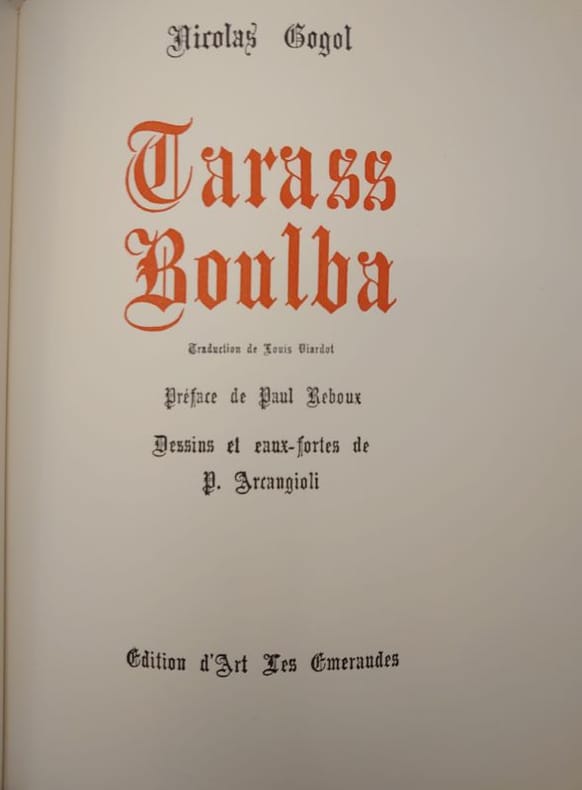 Nicolas Gogol
Tarass
Boulba
Traduction de Louis Viardot
Préface de Paul Reboux
Dessins et eaux-fortes de
P. Arcangioli
Edition d'Art Les Emeraudes